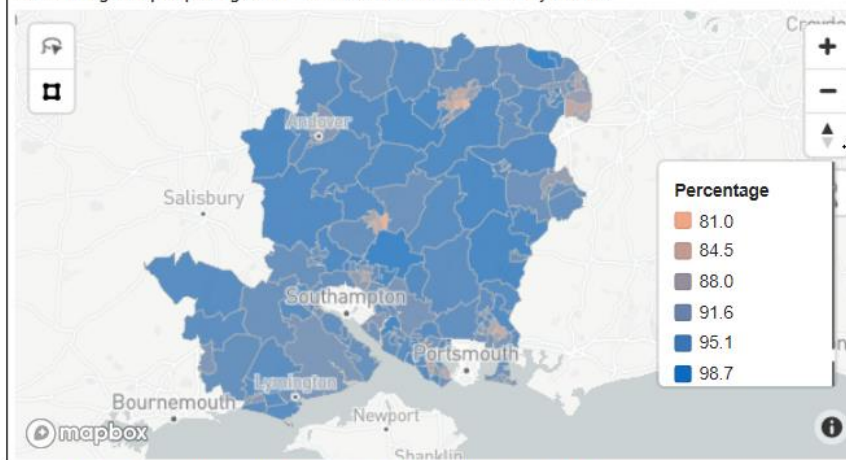 Croydon
Andover
Salisbury
Percentage
81.0
84.5
88.0
91.6
95.1
98.7
Southampton
Portsmouth
Lymington
Bournemouth
Newport
Shanklin
mapbox